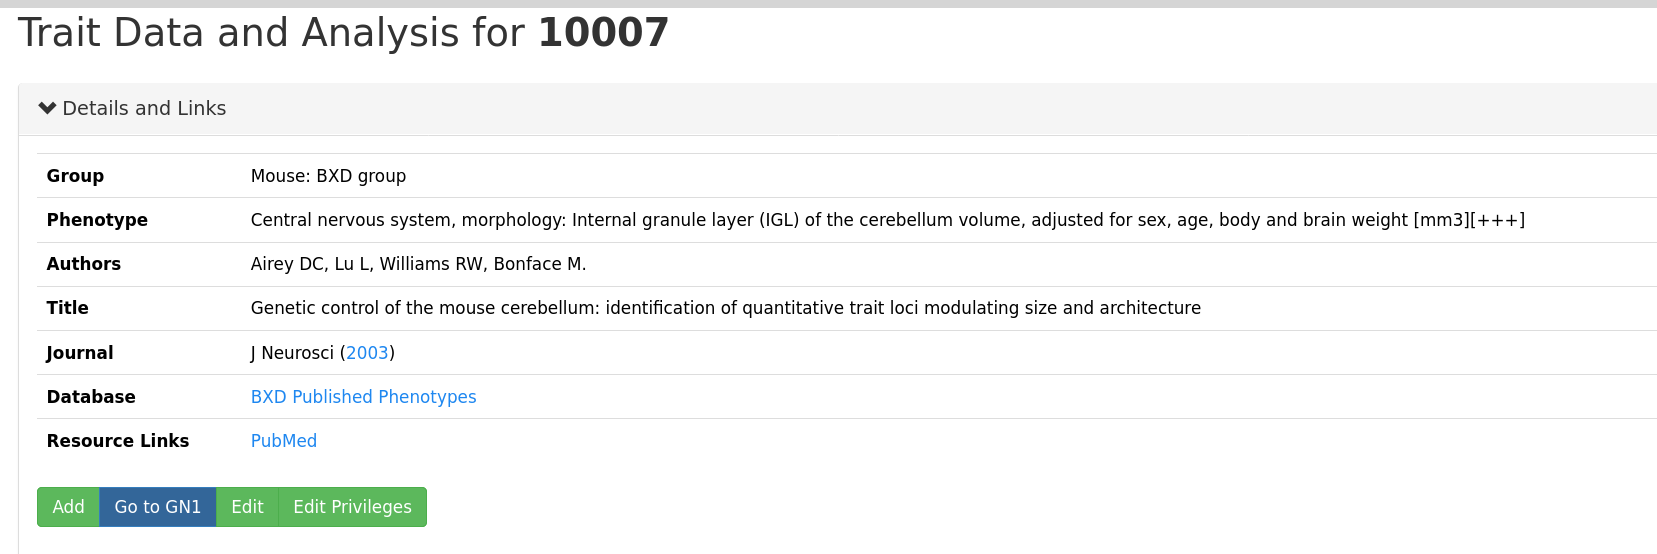 Trait Data and Analysis for 10007
Details and Links
Group Mouse: BXD group
Phenotype Central nervous system, morphology: Internal granule layer (IGL) of the cerebellum volume, adjusted for sex, age, body and brain weight [mm3][+++]
Authors Airey DC, Lu L, Williams RW, Bonface M.
Title Genetic control of the mouse cerebellum: identification of quantitative trait loci modulating size and architecture
Journal J Neurosci (2003)
Database BXD Published Phenotypes
Resource Links PubMed
Add Go to GN1 Edit Edit Privileges